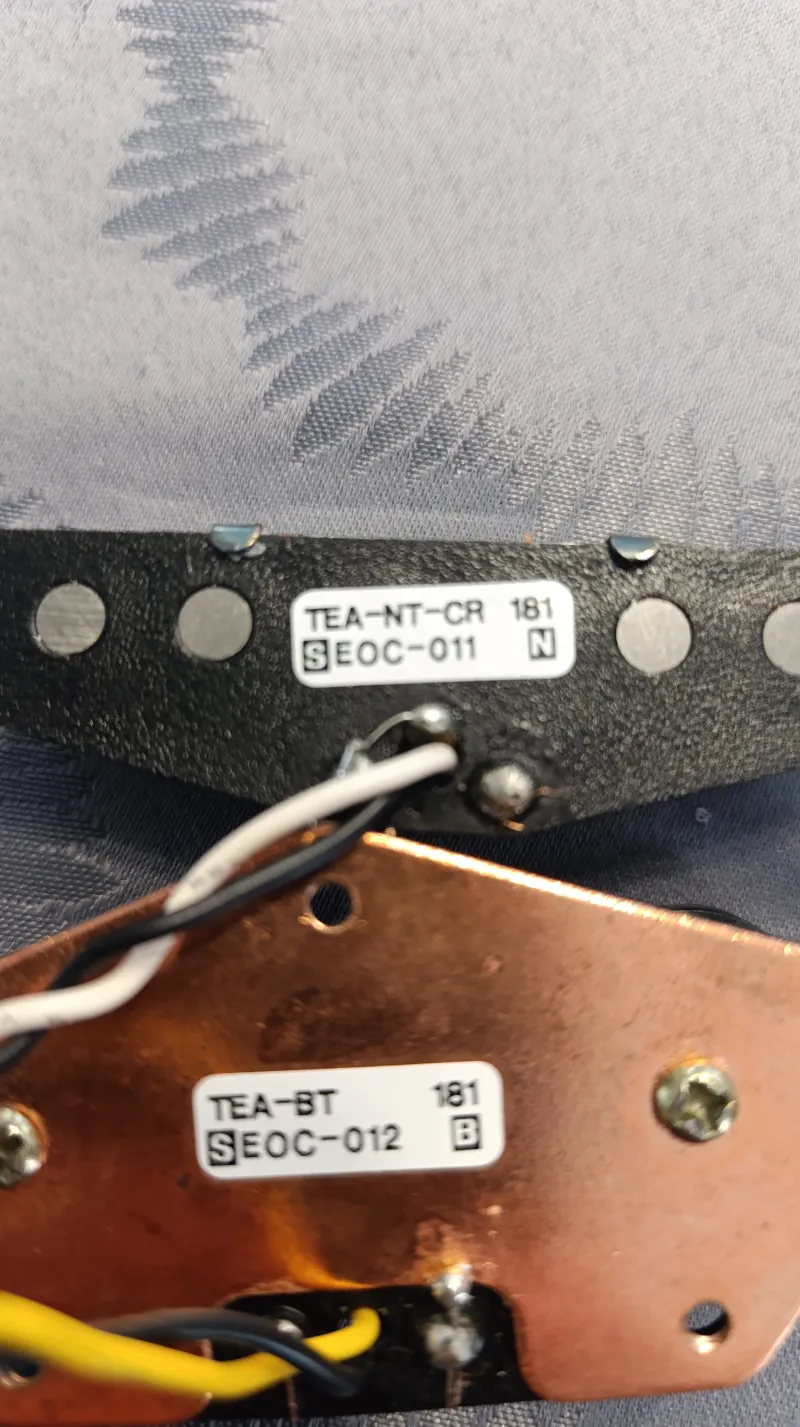 TEA-NT-CR 181
SEOC-011 N
TEA-BT 181
SEOC-012 B